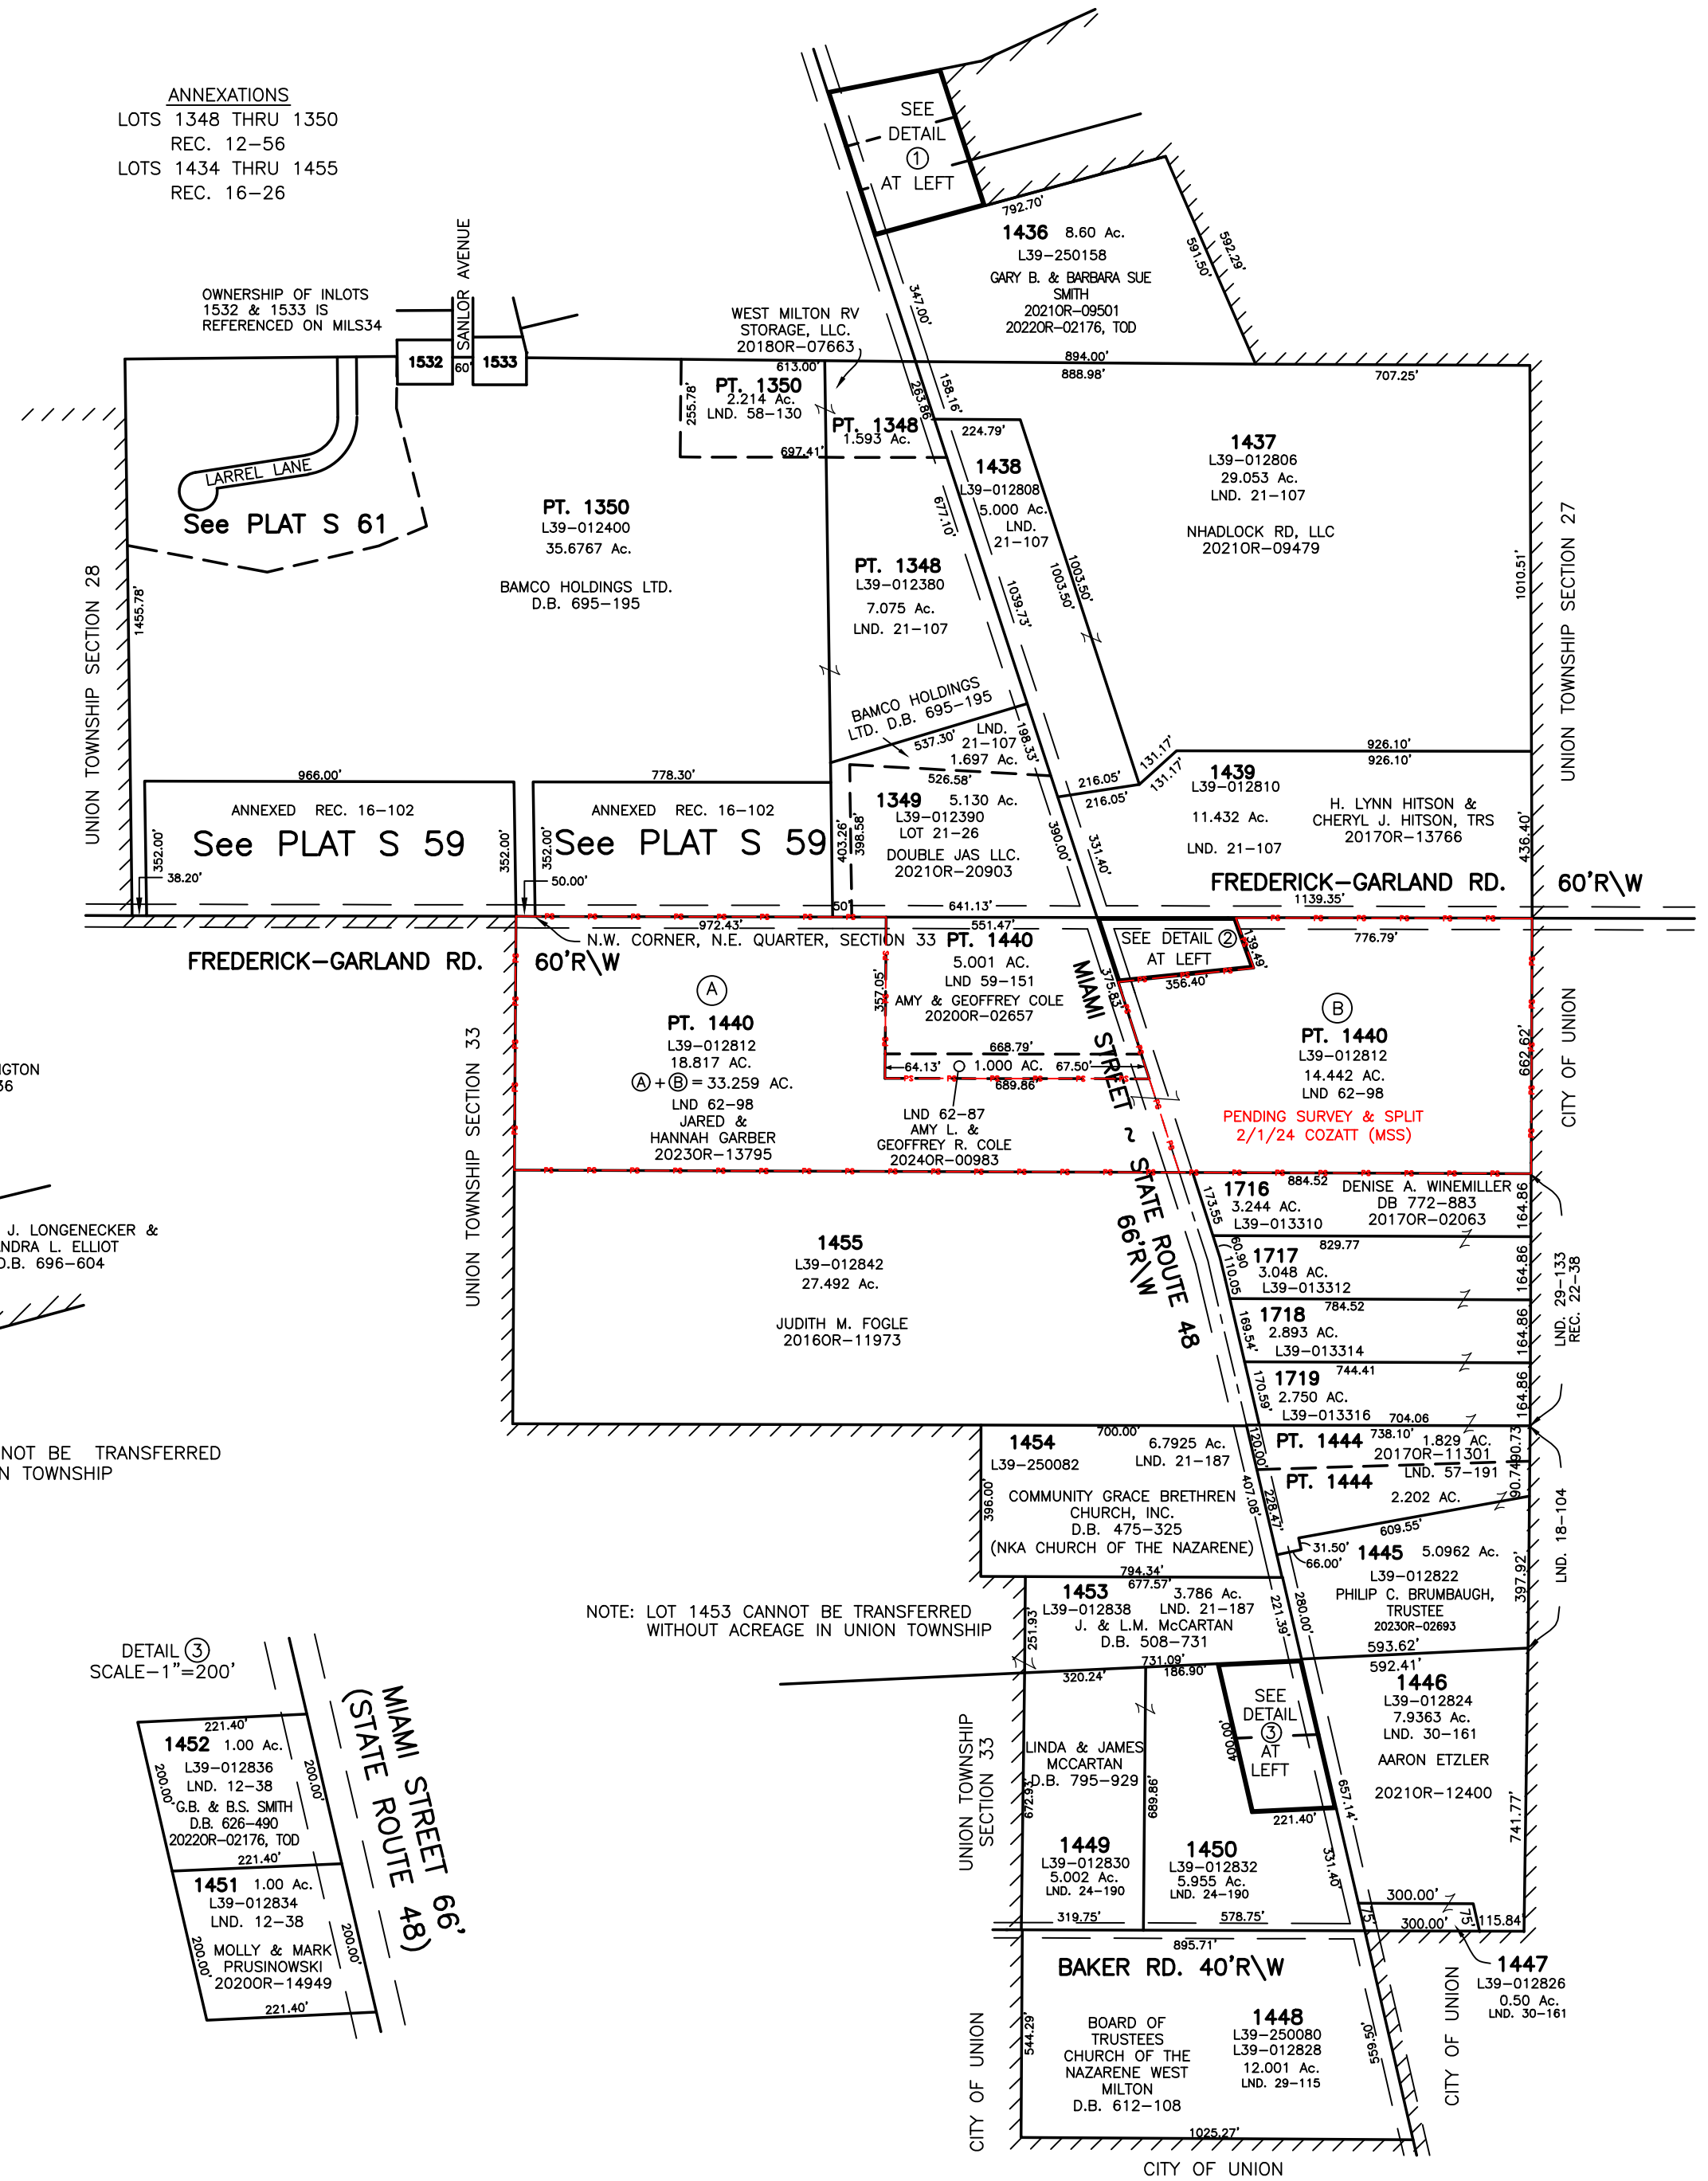 ANNEXATIONS
LOTS 1348 THRU 1350
REC. 12-56
LOTS 1434 THRU 1455
REC. 16-26
SEE
DETAIL
1
AT LEFT
792.70'
1436 8.60 Ac.
L39-250158
GARY B. & BARBARA SUE
SMITH
2021OR-09501
2022OR-02176, TOD
591.50'
592.29'
347.00'
894.00'
888.98'
707.25'
OWNERSHIP OF INLOTS
1532 & 1533 IS
REFERENCED ON MILS34
SANLOR AVENUE
1532
60'
1533
WEST MILTON RV
STORAGE, LLC.
2018OR-07663
613.00'
PT. 1350
2.214 Ac.
LND. 58-130
255.78'
697.41'
PT. 1348
1.593 Ac.
263.86'
158.16'
224.79'
1438
L39-012808
5.000 Ac.
LND.
21-107
677.10'
1039.73'
1003.50'
1003.50'
1437
L39-012806
29.053 Ac.
LND. 21-107
NHADLOCK RD, LLC
2021OR-09479
1010.51'
UNION TOWNSHIP SECTION 27
LARREL LANE
See PLAT S 61
PT. 1350
L39-012400
35.6767 Ac.
BAMCO HOLDINGS LTD.
D.B. 695-195
PT. 1348
L39-012380
7.075 Ac.
LND. 21-107
UNION TOWNSHIP SECTION 28
1455.78'
BAMCO HOLDINGS
LTD. D.B. 695-195
537.30'
LND.
21-107
1.697 Ac.
198.33'
526.58'
966.00'
778.30'
352.00'
ANNEXED REC. 16-102
See PLAT S 59
38.20'
352.00'
352.00'
ANNEXED REC. 16-102
See PLAT S 59
50.00'
403.26'
398.58'
1349 5.130 Ac.
L39-012390
LOT 21-26
DOUBLE JAS LLC.
2021OR-20903
390.00'
331.40'
216.05'
216.05'
131.17'
131.17'
926.10'
926.10'
1439
L39-012810
11.432 Ac.
LND. 21-107
H. LYNN HITSON &
CHERYL J. HITSON, TRS
2017OR-13766
436.40'
FREDERICK-GARLAND RD. 60'R\W
50'
641.13'
1139.35'
972.43'
551.47'
N.W. CORNER, N.E. QUARTER, SECTION 33
FREDERICK-GARLAND RD. 60'R\W
PT. 1440
5.001 AC.
LND 59-151
AMY & GEOFFREY COLE
2020OR-02657
357.05'
375.83'
SEE DETAIL 2
AT LEFT
139.49'
356.40'
776.79'
A
PT. 1440
L39-012812
18.817 AC.
A + B = 33.259 AC.
LND 62-98
JARED &
HANNAH GARBER
2023OR-13795
668.79'
64.13'
1.000 AC.
67.50'
689.86'
LND 62-87
AMY L. &
GEOFFREY R. COLE
2024OR-00983
B
PT. 1440
L39-012812
14.442 AC.
LND 62-98
PENDING SURVEY & SPLIT
2/1/24 COZATT (MSS)
662.62'
CITY OF UNION
UNION TOWNSHIP SECTION 33
MIAMI STREET ~ STATE ROUTE 48
66'R\W
J. LONGENECKER &
NDRA L. ELLIOT
D.B. 696-604
1455
L39-012842
27.492 Ac.
JUDITH M. FOGLE
2016OR-11973
884.52
1716
3.244 AC.
L39-013310
DENISE A. WINEMILLER
DB 772-883
2017OR-02063
173.55
164.86
829.77
60.90
110.05
1717
3.048 AC.
L39-013312
164.86
784.52
1718
2.893 AC.
L39-013314
169.54'
164.86
744.41
1719
2.750 AC.
L39-013316
170.59'
164.86
704.06
LND. 29-133
REC. 22-38
NOT BE TRANSFERRED
N TOWNSHIP
700.00'
1454
6.7925 Ac.
L39-250082
LND. 21-187
COMMUNITY GRACE BRETHREN
CHURCH, INC.
D.B. 475-325
(NKA CHURCH OF THE NAZARENE)
396.00'
120.00'
407.08'
228.47'
738.10'
PT. 1444
1.829 AC.
2017OR-11301
90.73
PT. 1444
LND. 57-191
2.202 AC.
90.74
609.55'
31.50'
66.00'
1445 5.0962 Ac.
L39-012822
PHILIP C. BRUMBAUGH,
TRUSTEE
2023OR-02693
397.92'
LND. 18-104
280.00'
794.34'
677.57'
1453
3.786 Ac.
L39-012838
LND. 21-187
J. & L.M. McCARTAN
D.B. 508-731
251.93'
221.39'
NOTE: LOT 1453 CANNOT BE TRANSFERRED
WITHOUT ACREAGE IN UNION TOWNSHIP
731.09'
320.24'
186.90'
593.62'
592.41'
DETAIL 3
SCALE-1"=200'
MIAMI STREET 66'
(STATE ROUTE 48)
221.40'
1452 1.00 Ac.
L39-012836
LND. 12-38
G.B. & B.S. SMITH
D.B. 626-490
2022OR-02176, TOD
200.00'
200.00'
221.40'
1451 1.00 Ac.
L39-012834
LND. 12-38
MOLLY & MARK
PRUSINOWSKI
2020OR-14949
200.00'
200.00'
221.40'
UNION TOWNSHIP
SECTION 33
LINDA & JAMES
MCCARTAN
D.B. 795-929
672.93'
1449
L39-012830
5.002 Ac.
LND. 24-190
319.75'
689.86'
SEE
DETAIL
3
AT
LEFT
400.00'
221.40'
1450
L39-012832
5.955 Ac.
LND. 24-190
578.75'
657.14'
331.40'
1446
L39-012824
7.9363 Ac.
LND. 30-161
AARON ETZLER
2021OR-12400
741.77'
300.00'
75'
75'
300.00'
115.84'
1447
L39-012826
0.50 Ac.
LND. 30-161
895.71'
BAKER RD. 40'R\W
544.29'
BOARD OF
TRUSTEES
CHURCH OF THE
NAZARENE WEST
MILTON
D.B. 612-108
1448
L39-250080
L39-012828
12.001 Ac.
LND. 29-115
559.50'
1025.27'
CITY OF UNION
CITY OF UNION
CITY OF UNION